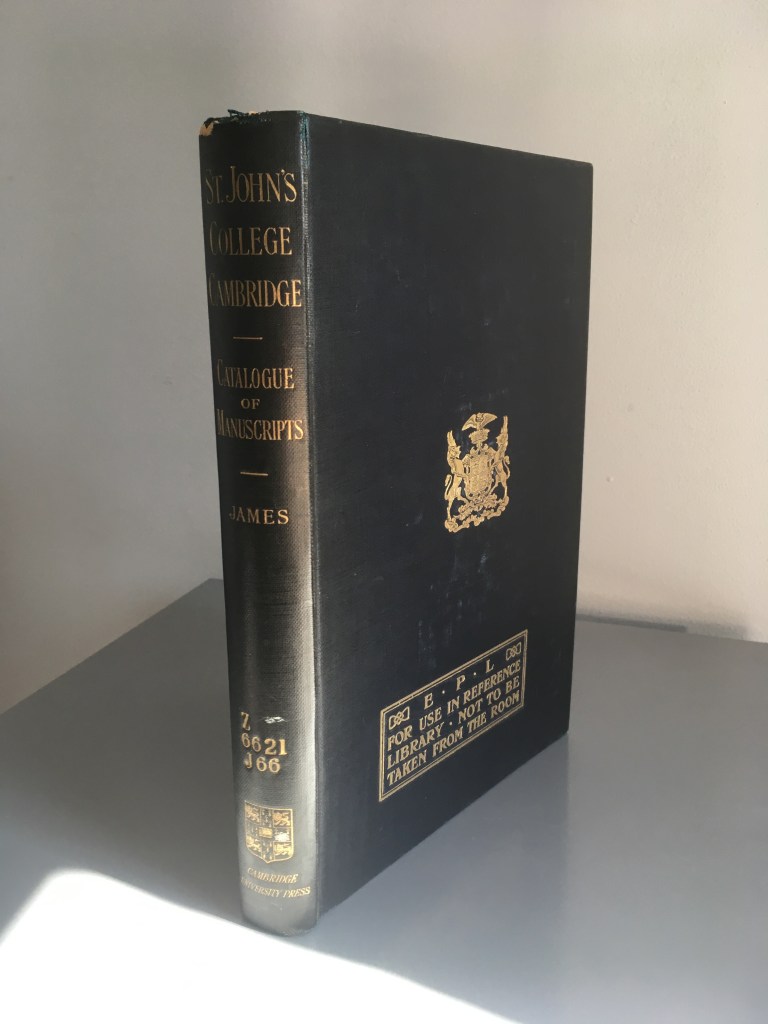 ST. JOHN'S
COLLEGE
CAMBRIDGE
CATALOGUE
OF
MANUSCRIPTS
JAMES
Z
6621
J66
CAMBRIDGE
UNIVERSITY PRESS
E · P · L
FOR USE IN REFERENCE
LIBRARY · NOT TO BE
TAKEN FROM THE ROOM